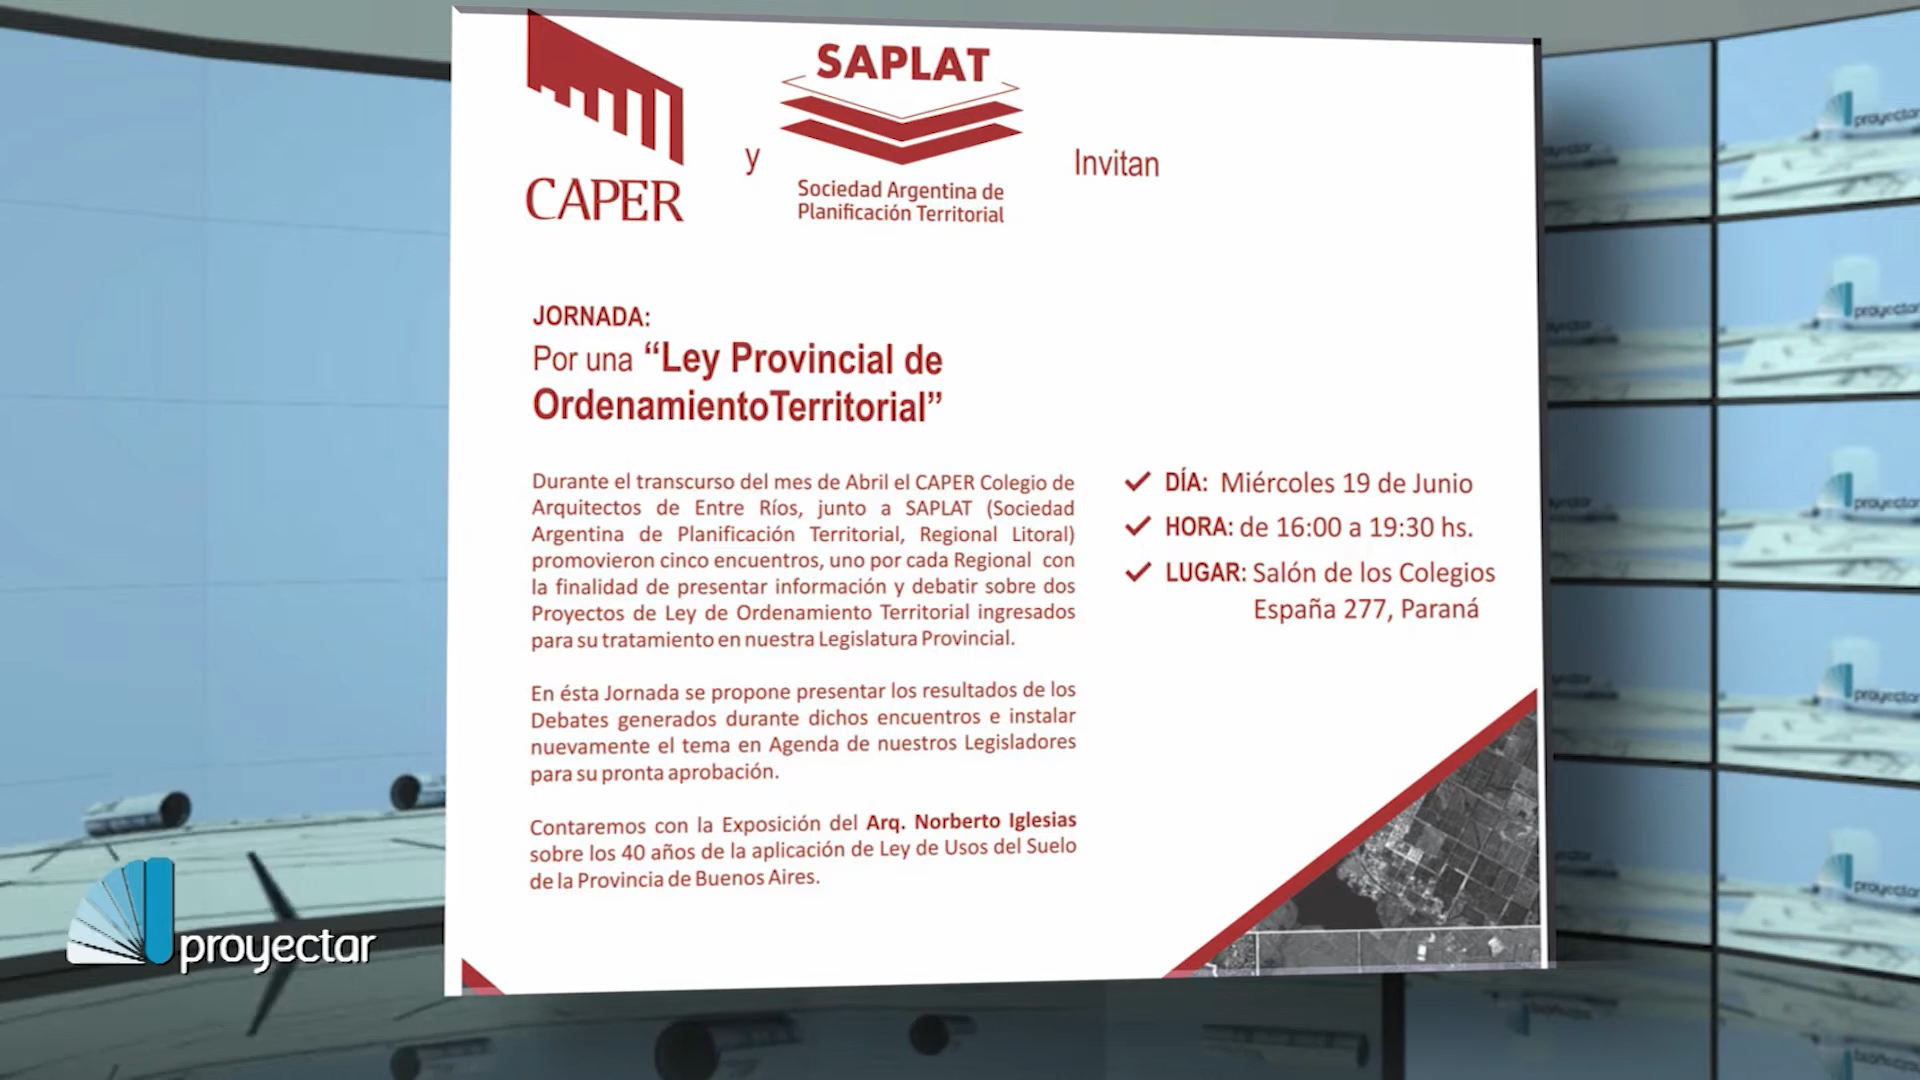 SAPLAT
CAPER
y
Sociedad Argentina de
Planificación Territorial
Invitan
JORNADA:
Por una “Ley Provincial de
OrdenamientoTerritorial”
Durante el transcurso del mes de Abril el CAPER Colegio de
Arquitectos de Entre Ríos, junto a SAPLAT (Sociedad
Argentina de Planificación Territorial, Regional Litoral)
promovieron cinco encuentros, uno por cada Regional con
la finalidad de presentar información y debatir sobre dos
Proyectos de Ley de Ordenamiento Territorial ingresados
para su tratamiento en nuestra Legislatura Provincial.
En ésta Jornada se propone presentar los resultados de los
Debates generados durante dichos encuentros e instalar
nuevamente el tema en Agenda de nuestros Legisladores
para su pronta aprobación.
Contaremos con la Exposición del Arq. Norberto Iglesias
sobre los 40 años de la aplicación de Ley de Usos del Suelo
de la Provincia de Buenos Aires.
DÍA: Miércoles 19 de Junio
HORA: de 16:00 a 19:30 hs.
LUGAR: Salón de los Colegios
España 277, Paraná
proyectar
proyectar
proyectar
proyectar
proyectar
proyectar